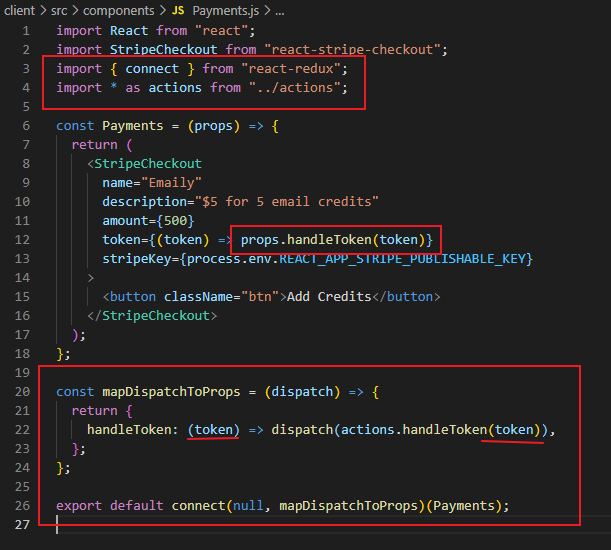 client > src > components > JS Payments.js > ...
1 import React from "react";
2 import StripeCheckout from "react-stripe-checkout";
3 import { connect } from "react-redux";
4 import * as actions from "../actions";
5
6 const Payments = (props) => {
7   return (
8     <StripeCheckout
9       name="Emaily"
10       description="$5 for 5 email credits"
11       amount={500}
12       token={(token) => props.handleToken(token)}
13       stripeKey={process.env.REACT_APP_STRIPE_PUBLISHABLE_KEY}
14     >
15       <button className="btn">Add Credits</button>
16     </StripeCheckout>
17   );
18 };
19
20 const mapDispatchToProps = (dispatch) => {
21   return {
22     handleToken: (token) => dispatch(actions.handleToken(token)),
23   };
24 };
25
26 export default connect(null, mapDispatchToProps)(Payments);
27